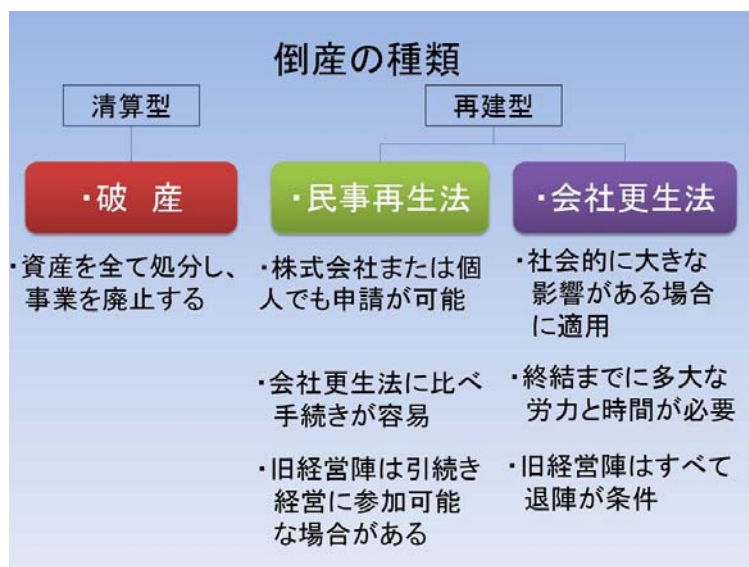 倒産の種類
清算型
再建型
・破　産
・民事再生法
・会社更生法
・資産を全て処分し、
事業を廃止する
・株式会社または個
人でも申請が可能
・会社更生法に比べ
手続きが容易
・旧経営陣は引続き
経営に参加可能
な場合がある
・社会的に大きな
影響がある場合
に適用
・終結までに多大な
労力と時間が必要
・旧経営陣はすべて
退陣が条件